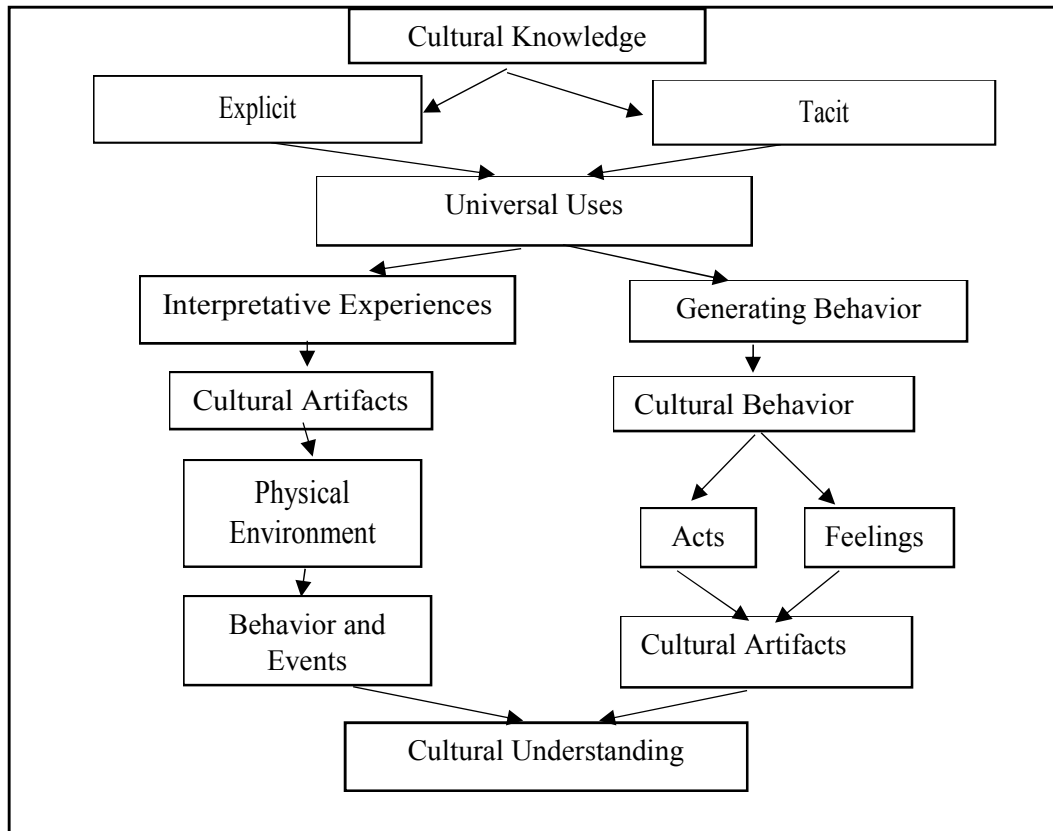 Cultural Knowledge
Explicit
Tacit
Universal Uses
Interpretative Experiences
Generating Behavior
Cultural Artifacts
Cultural Behavior
Physical
Environment
Acts
Feelings
Behavior and
Events
Cultural Artifacts
Cultural Understanding